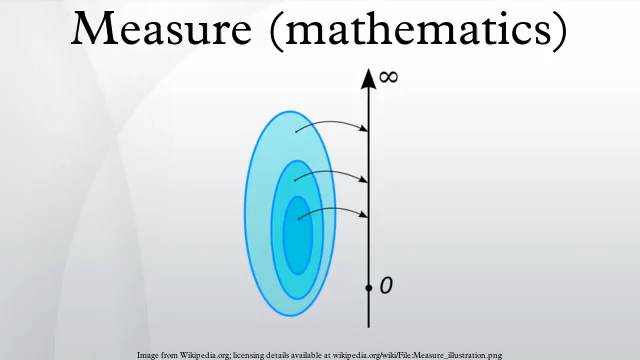 Measure (mathematics)
∞
0
Image from Wikipedia.org; licensing details available at wikipedia.org/wiki/File:Measure_illustration.png